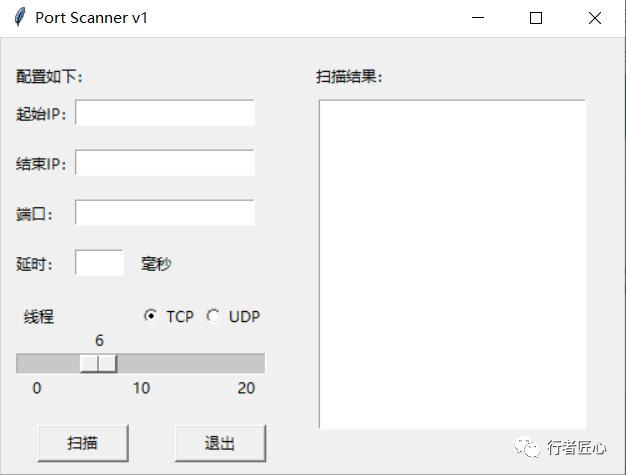 Port Scanner v1
配置如下：
起始IP：
结束IP：
端口：
延时： 毫秒
线程 TCP UDP
6
0 10 20
扫描 退出
扫描结果：
行者匠心